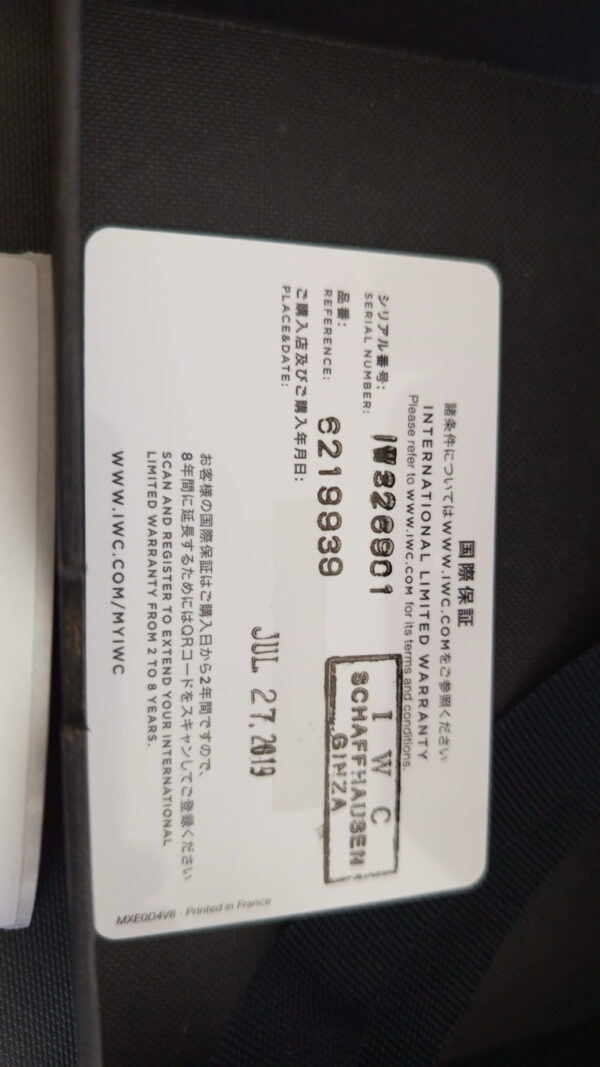 国際保証
諸条件についてはWWW.IWC.COMをご参照ください
INTERNATIONAL LIMITED WARRANTY
Please refer to WWW.IWC.COM for its terms and conditions.
シリアル番号:
SERIAL NUMBER:
IW326901
品番:
REFERENCE:
6219939
ご購入店及びご購入年月日:
PLACE&DATE:
IWC
SCHAFFHAUSEN
GINZA
JUL 27, 2019
お客様の国際保証はご購入日から2年間ですので、
8年間に延長するためにはQRコードをスキャンしてご登録ください
SCAN AND REGISTER TO EXTEND YOUR INTERNATIONAL
LIMITED WARRANTY FROM 2 TO 8 YEARS.
WWW.IWC.COM/MYIWC
MXE0D4V6 - Printed in France